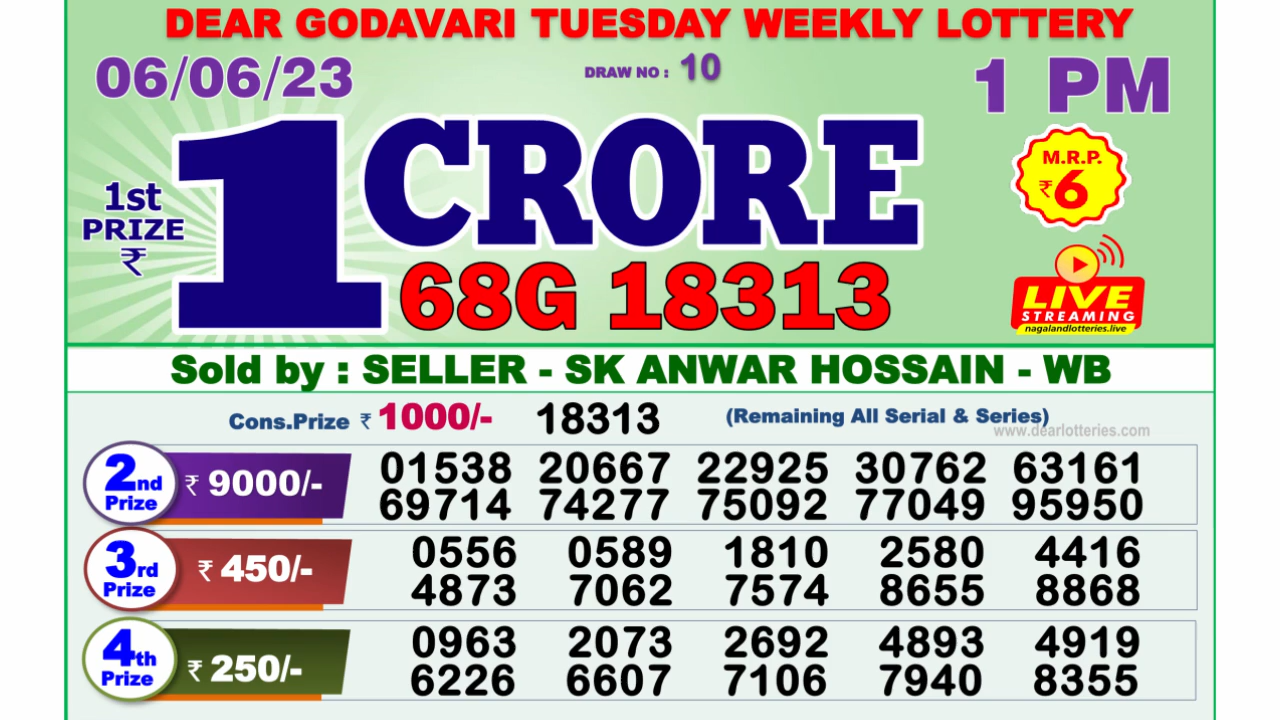 DEAR GODAVARI TUESDAY WEEKLY LOTTERY
06/06/23 DRAW NO : 10 1 PM
1st PRIZE ₹ 1 CRORE
68G 18313
M.R.P.
₹6
LIVE
STREAMING
nagalandlotteries.live
Sold by : SELLER - SK ANWAR HOSSAIN - WB
Cons.Prize ₹ 1000/- 18313 (Remaining All Serial & Series)
www.dearlotteries.com
2nd Prize ₹ 9000/-
01538 20667 22925 30762 63161
69714 74277 75092 77049 95950
3rd Prize ₹ 450/-
0556 0589 1810 2580 4416
4873 7062 7574 8655 8868
4th Prize ₹ 250/-
0963 2073 2692 4893 4919
6226 6607 7106 7940 8355